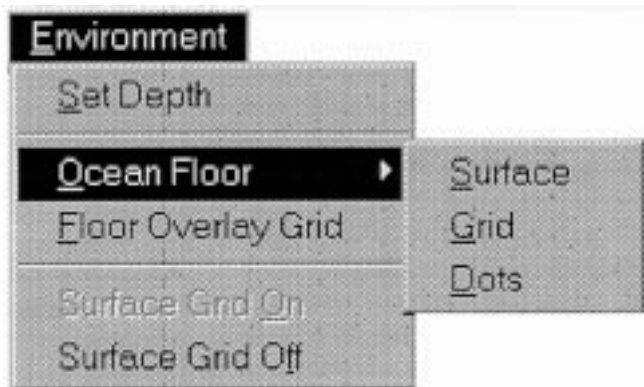 Environment
Set Depth
Ocean Floor
Floor Overlay Grid
Surface Grid On
Surface Grid Off
Surface
Grid
Dots